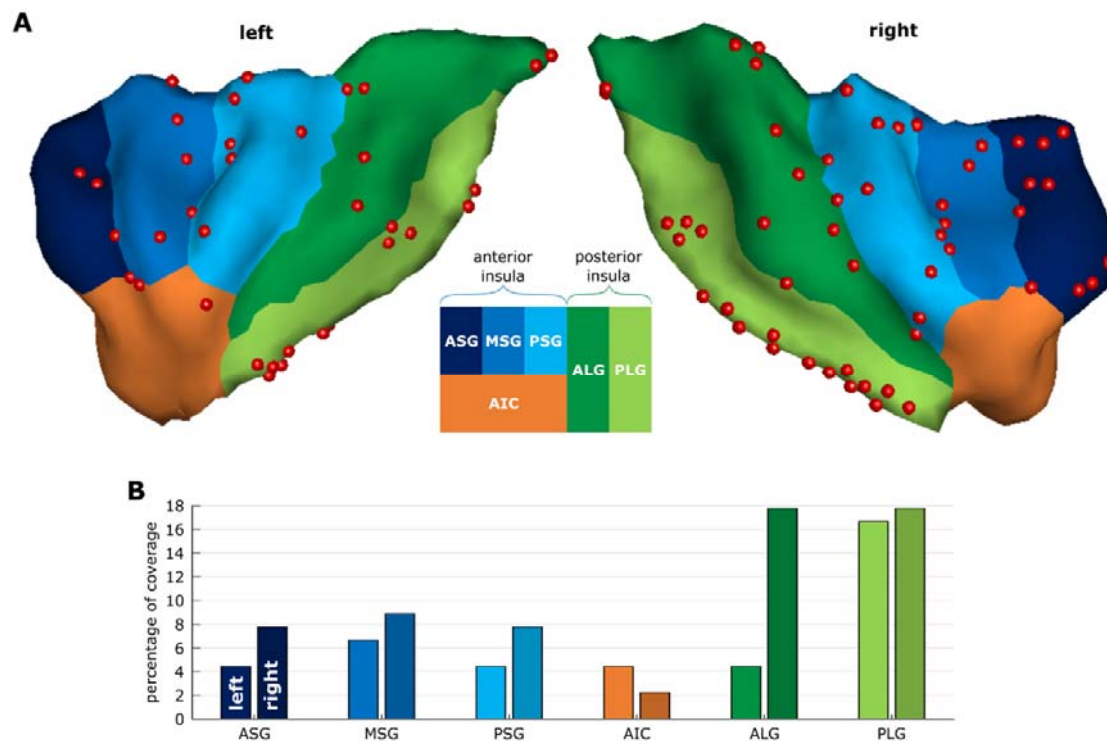 A
left
right
anterior insula
posterior insula
ASG MSG PSG ALG PLG
AIC
B
percentage of coverage
18
16
14
12
10
8
6
4
2
0
left right
ASG MSG PSG AIC ALG PLG